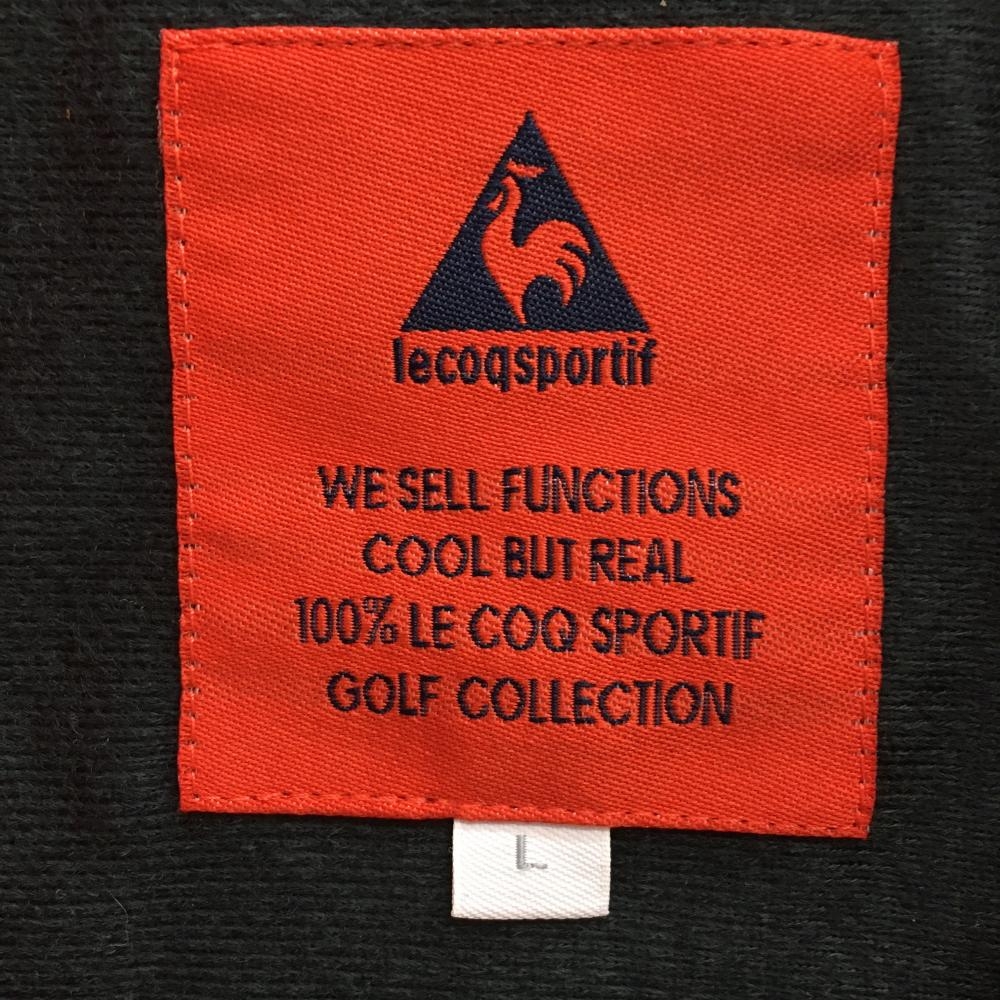 lecoqsportif
WE SELL FUNCTIONS
COOL BUT REAL
100% LE COQ SPORTIF
GOLF COLLECTION
L